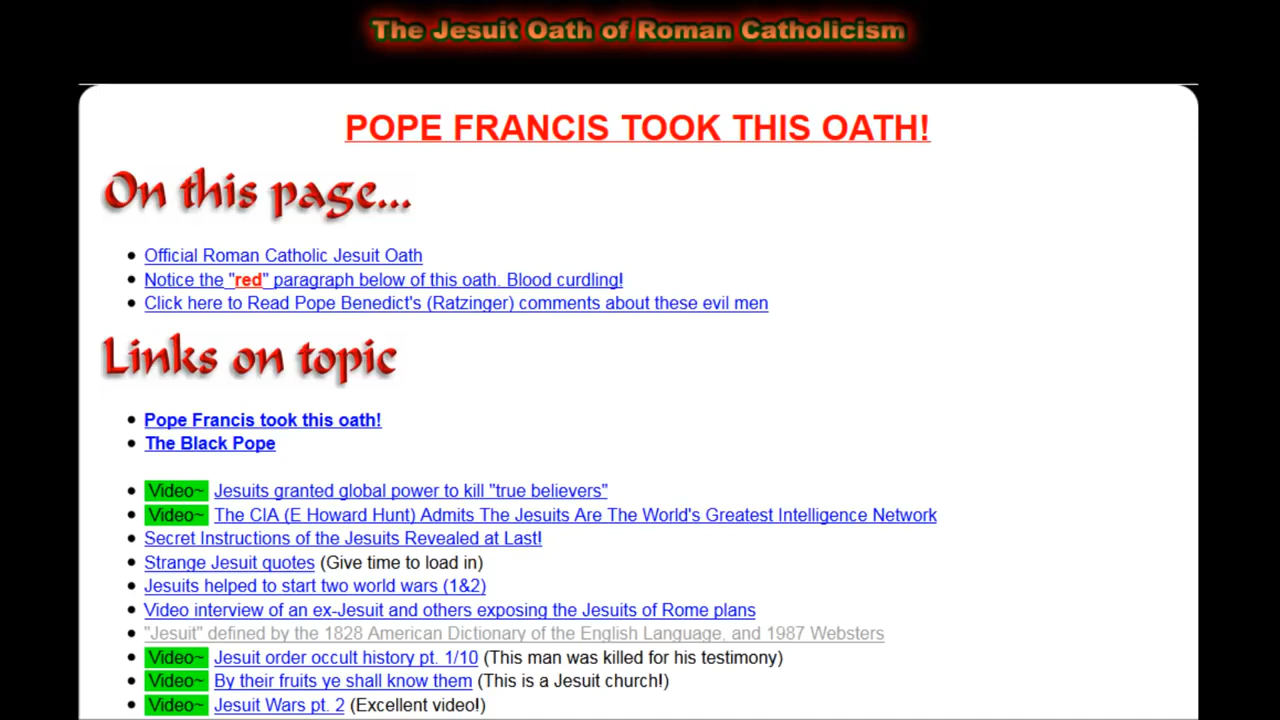 The Jesuit Oath of Roman Catholicism
POPE FRANCIS TOOK THIS OATH!
On this page...
Official Roman Catholic Jesuit Oath
Notice the "red" paragraph below of this oath. Blood curdling!
Click here to Read Pope Benedict's (Ratzinger) comments about these evil men
Links on topic
Pope Francis took this oath!
The Black Pope
Video~ Jesuits granted global power to kill "true believers"
Video~ The CIA (E Howard Hunt) Admits The Jesuits Are The World's Greatest Intelligence Network
Secret Instructions of the Jesuits Revealed at Last!
Strange Jesuit quotes (Give time to load in)
Jesuits helped to start two world wars (1&2)
Video interview of an ex-Jesuit and others exposing the Jesuits of Rome plans
"Jesuit" defined by the 1828 American Dictionary of the English Language, and 1987 Websters
Video~ Jesuit order occult history pt. 1/10 (This man was killed for his testimony)
Video~ By their fruits ye shall know them (This is a Jesuit church!)
Video~ Jesuit Wars pt. 2 (Excellent video!)